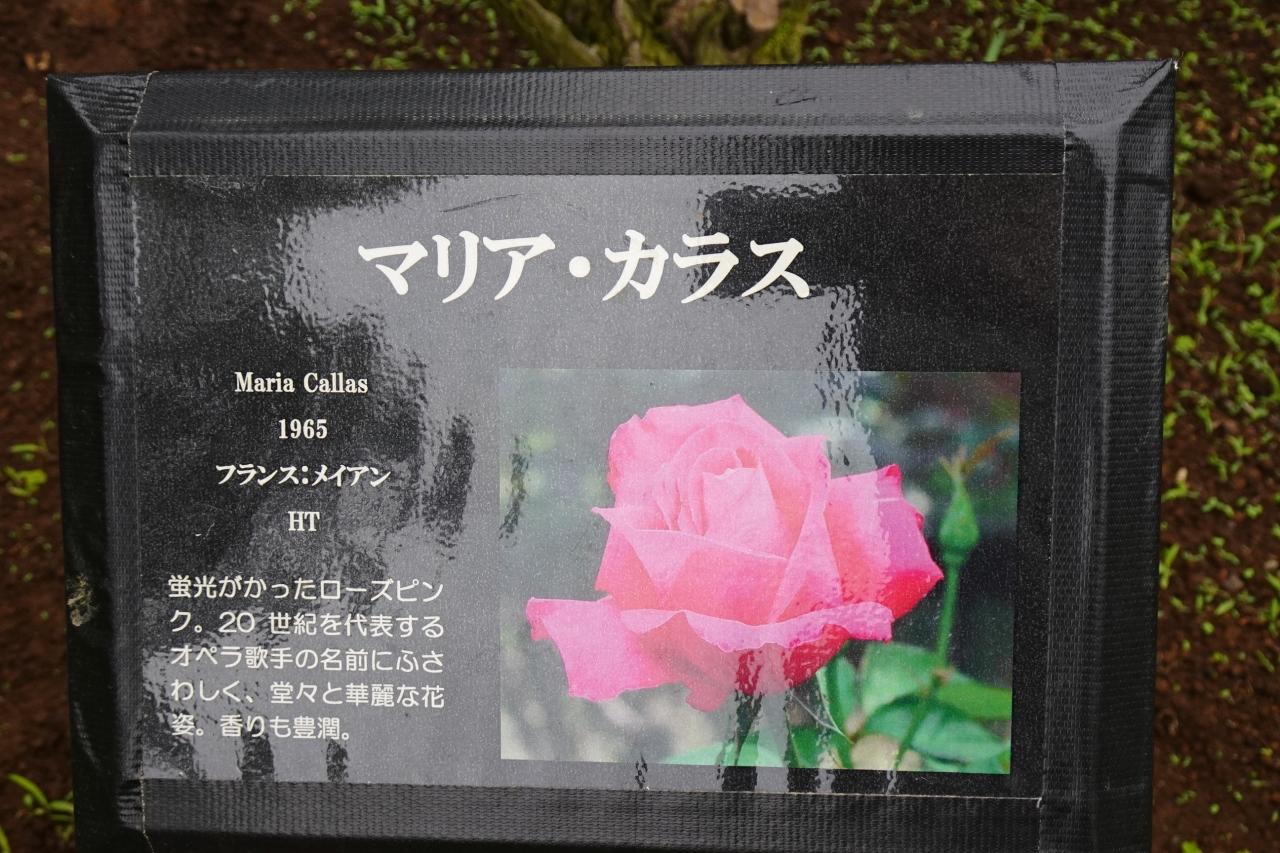 マリア・カラス
Maria Callas
1965
フランス：メイアン
HT
蛍光がかったローズピン
ク。20 世紀を代表する
オペラ歌手の名前にふさ
わしく、堂々と華麗な花
姿。香りも豊潤。